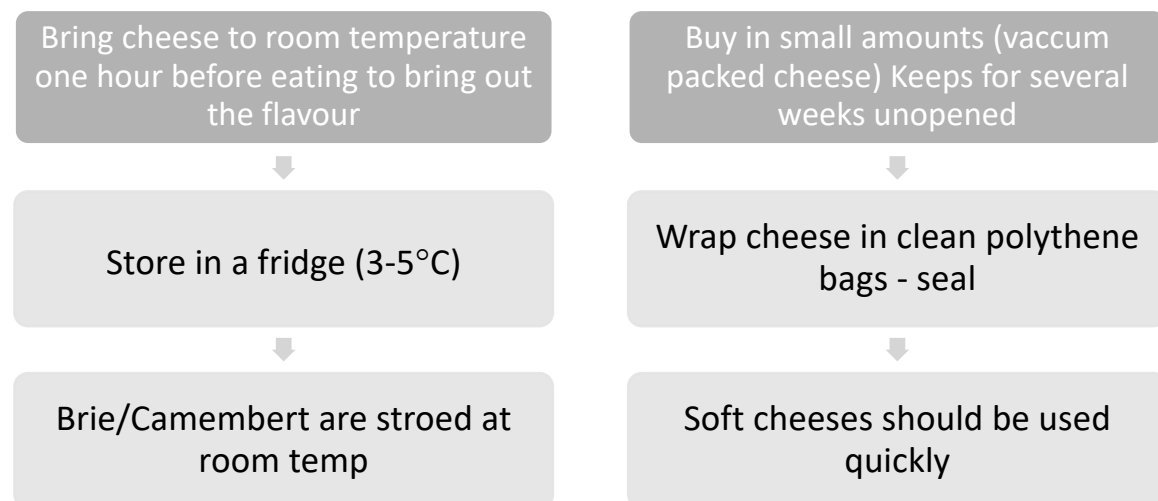 Bring cheese to room temperature
one hour before eating to bring out
the flavour
Store in a fridge (3-5°C)
Brie/Camembert are stroed at
room temp
Buy in small amounts (vaccum
packed cheese) Keeps for several
weeks unopened
Wrap cheese in clean polythene
bags - seal
Soft cheeses should be used
quickly